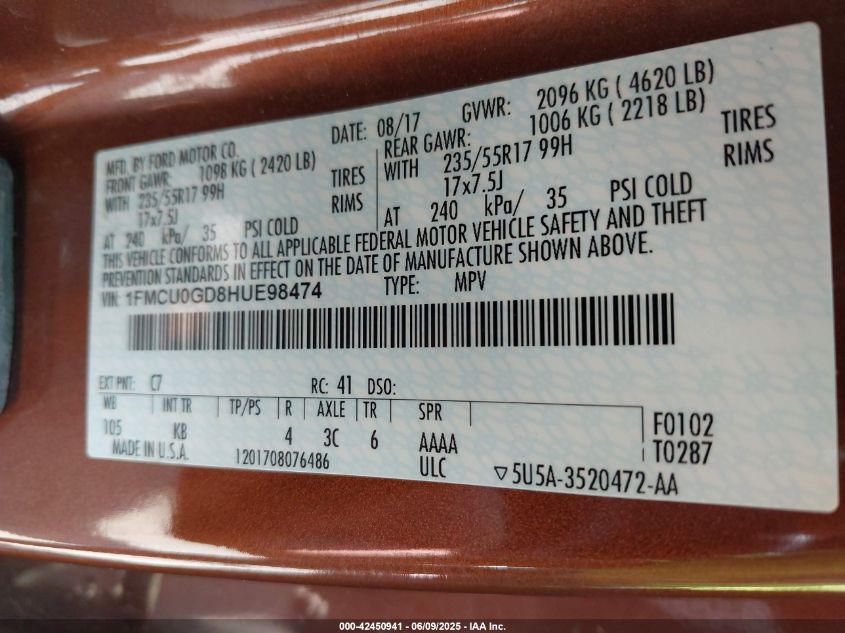 MFD. BY FORD MOTOR CO.
DATE: 08/17 GVWR: 2096 KG ( 4620 LB)
FRONT GAWR: 1098 KG ( 2420 LB)
REAR GAWR: 1006 KG ( 2218 LB)
WITH 235/55R17 99H TIRES
WITH 235/55R17 99H TIRES
17x7.5J RIMS
17x7.5J RIMS
AT 240 kPa/ 35 PSI COLD
AT 240 kPa/ 35 PSI COLD
THIS VEHICLE CONFORMS TO ALL APPLICABLE FEDERAL MOTOR VEHICLE SAFETY AND THEFT
PREVENTION STANDARDS IN EFFECT ON THE DATE OF MANUFACTURE SHOWN ABOVE.
VIN: 1FMCU0GD8HUE98474 TYPE: MPV
EXT PNT: C7 RC: 41 DSO:
WB INT TR TP/PS R AXLE TR SPR
105 KB 4 3C 6 AAAA
F0102
MADE IN U.S.A. 1201708076486 ULC
T0287
▽5U5A-3520472-AA
000-42450941 - 06/09/2025 - IAA Inc.